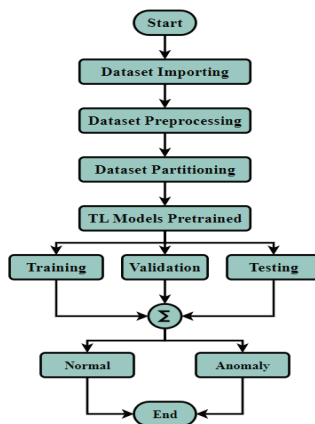 Start
Dataset Importing
Dataset Preprocessing
Dataset Partitioning
TL Models Pretrained
Training
Validation
Testing
Σ
Normal
Anomaly
End